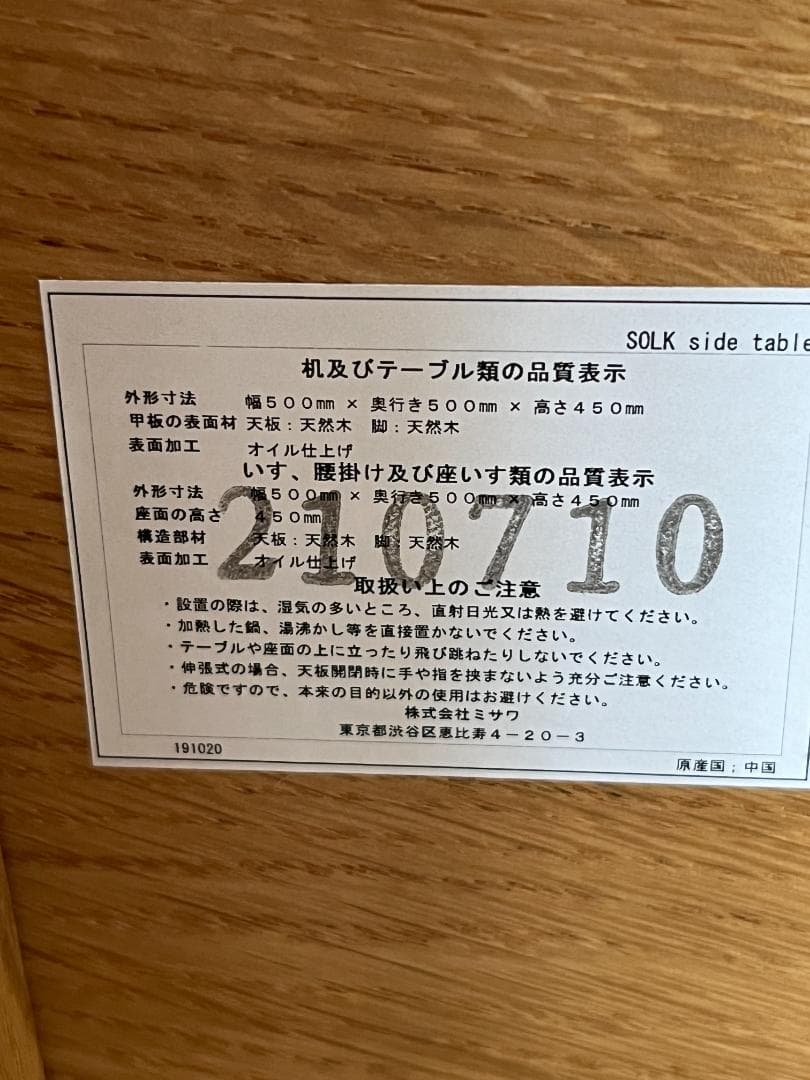 SOLK side table
机及びテーブル類の品質表示
外形寸法 幅500mm × 奥行き500mm × 高さ450mm
甲板の表面材 天板:天然木 脚:天然木
表面加工 オイル仕上げ
いす、腰掛け及び座いす類の品質表示
外形寸法 幅500mm × 奥行き500mm × 高さ450mm
座面の高さ 450mm
構造部材 天板:天然木 脚:天然木
表面加工 オイル仕上げ
210710
取扱い上のご注意
・設置の際は、湿気の多いところ、直射日光又は熱を避けてください。
・加熱した鍋、湯沸かし等を直接置かないでください。
・テーブルや座面の上に立ったり飛び跳ねたりしないでください。
・伸張式の場合、天板開閉時に手や指を挟まないよう充分ご注意ください。
・危険ですので、本来の目的以外の使用はお避けください。
株式会社ミサワ
東京都渋谷区恵比寿4-20-3
191020
原産国;中国